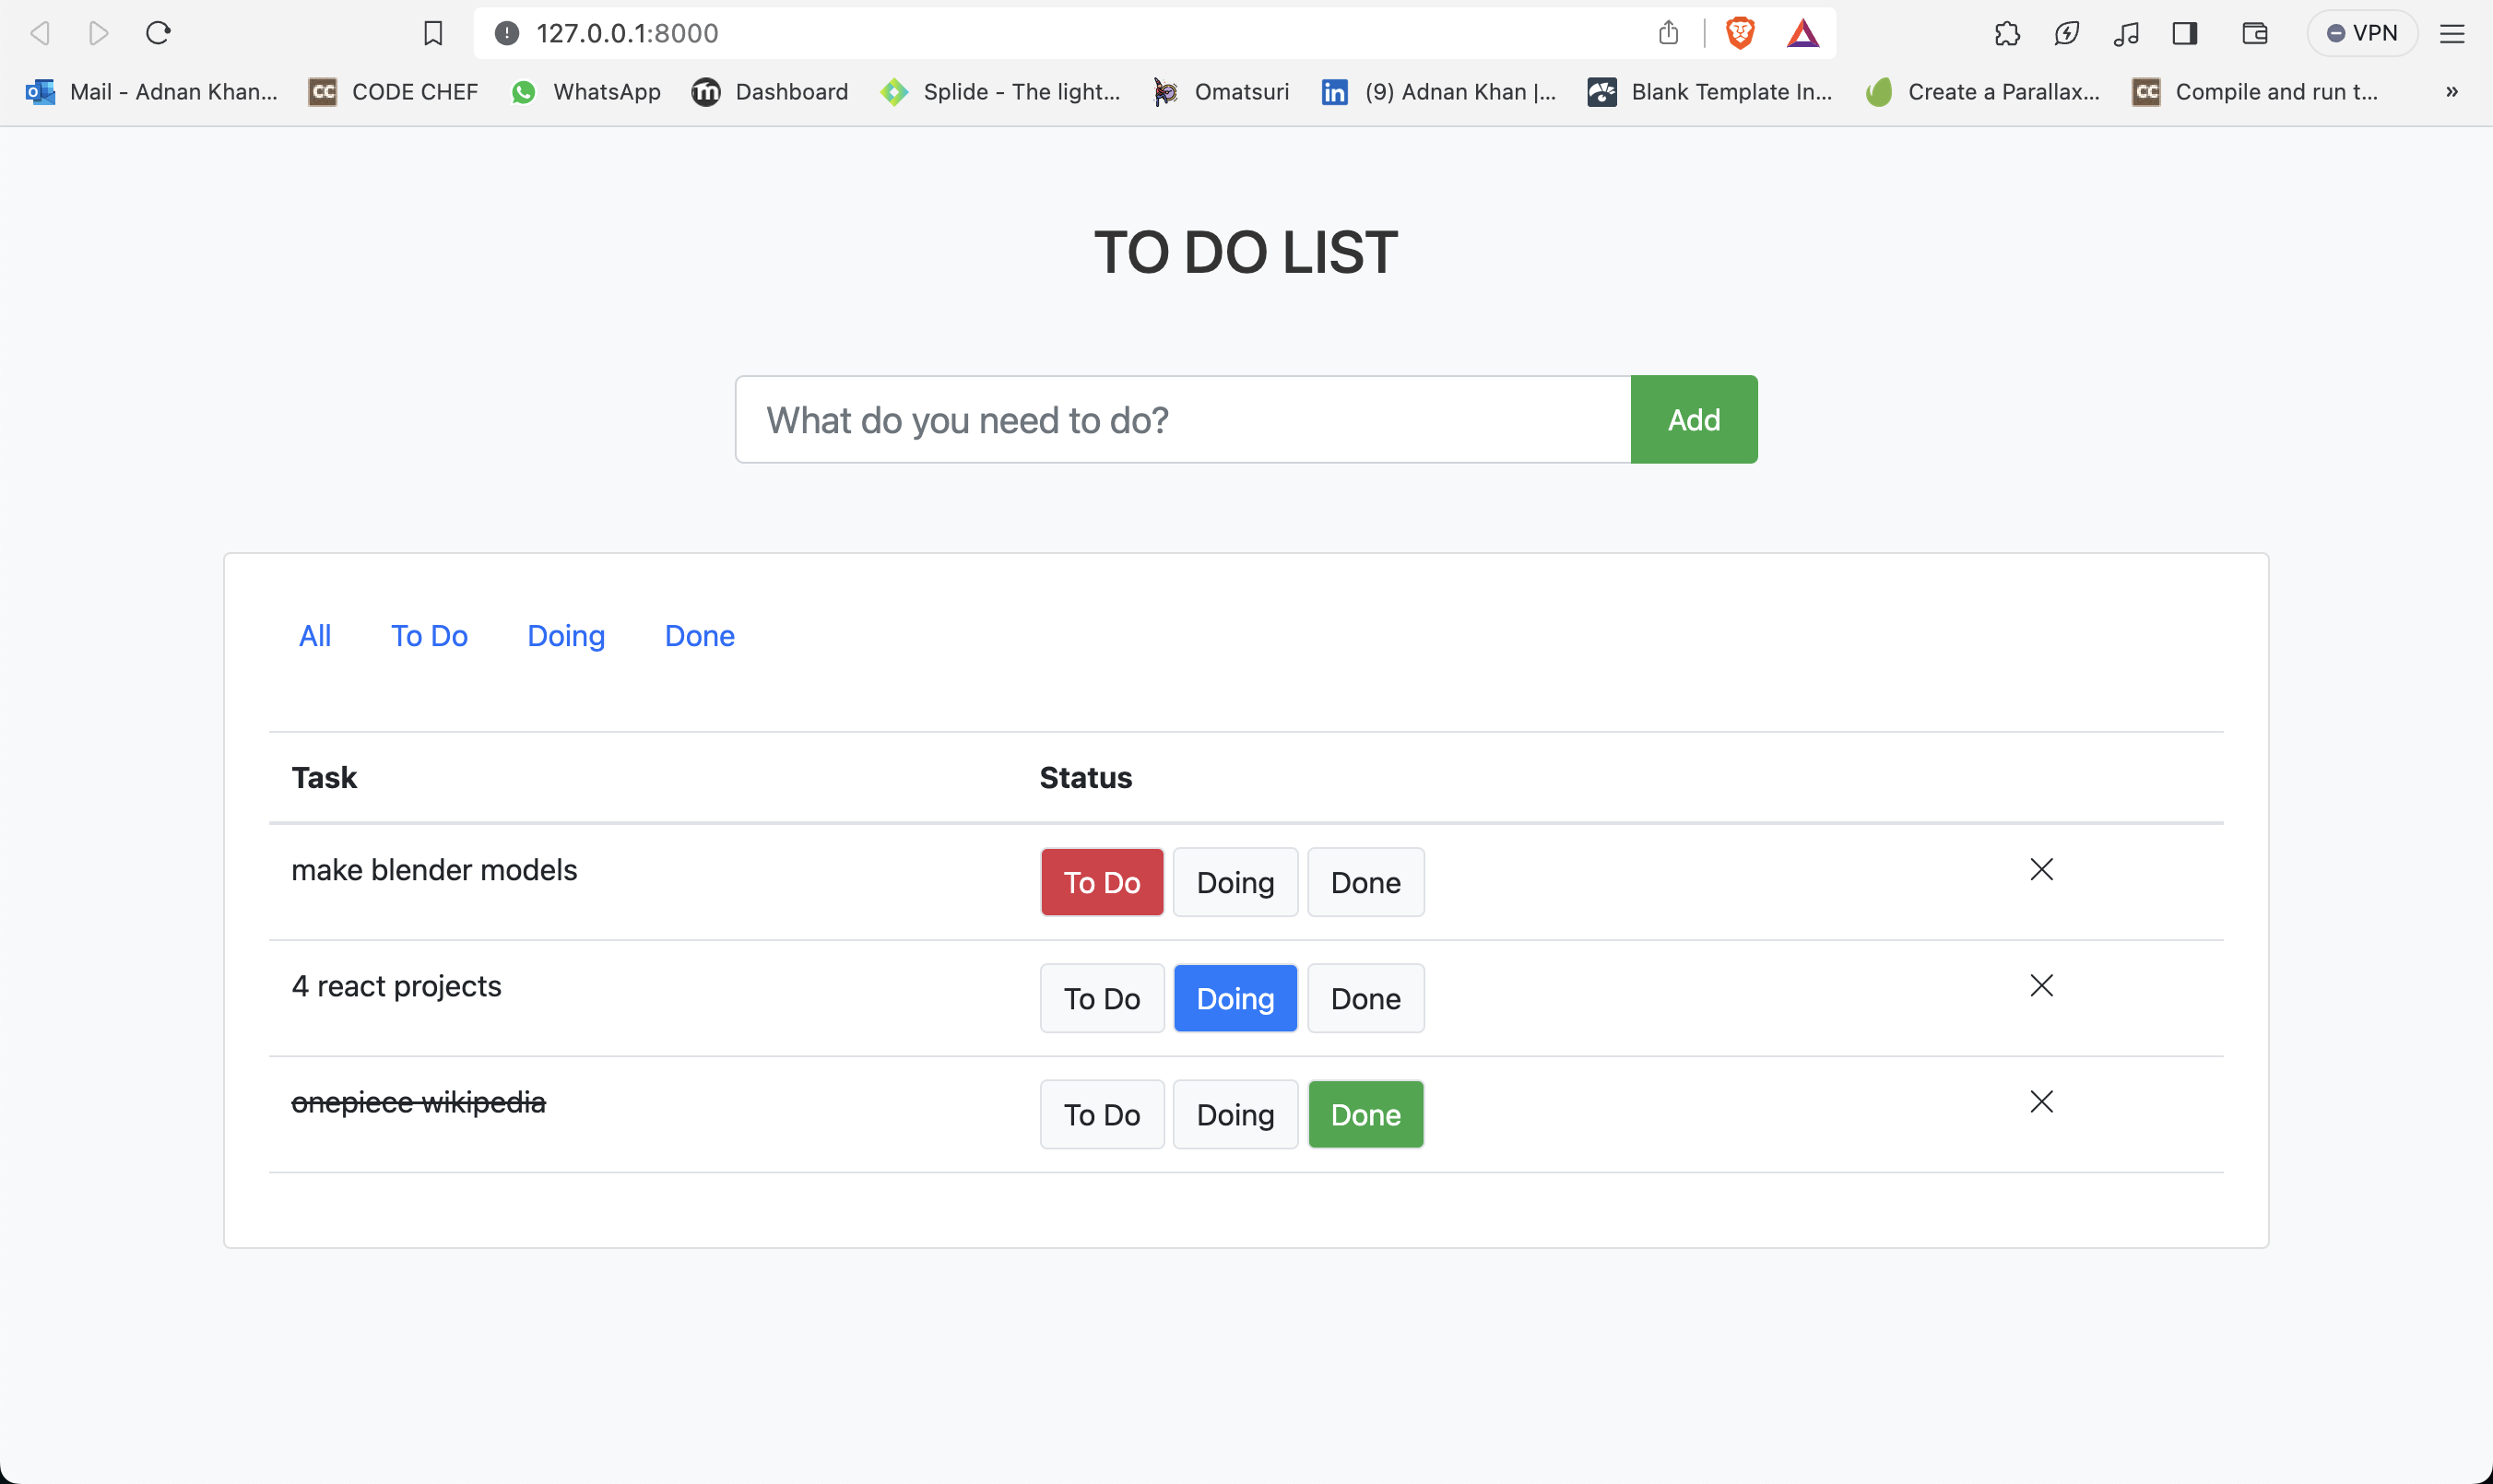 127.0.0.1:8000
VPN
Mail - Adnan Khan... CODE CHEF WhatsApp Dashboard Splide - The light... Omatsuri (9) Adnan Khan |... Blank Template In... Create a Parallax... Compile and run t... »
TO DO LIST
What do you need to do? Add
All To Do Doing Done
Task Status
make blender models To Do Doing Done
4 react projects To Do Doing Done
onepiece wikipedia To Do Doing Done